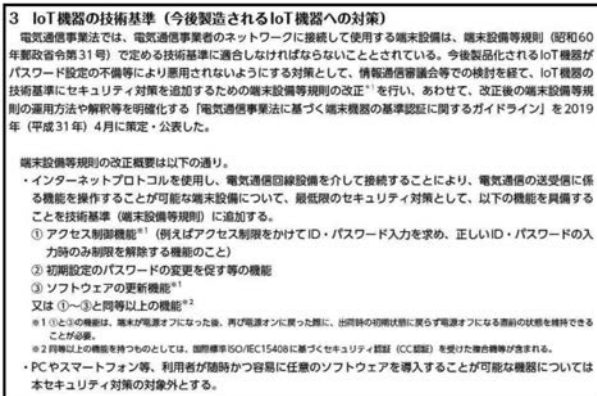 3 IoT機器の技術基準（今後製造されるIoT機器への対策）
電気通信事業法では、電気通信事業者のネットワークに接続して使用する端末設備は、端末設備等規則（昭和60
年郵政省令第31号）で定める技術基準に適合しなければならないこととされている。今後製品化されるIoT機器が
パスワード設定の不備等により悪用されないようにする対策として、情報通信審議会等での検討を経て、IoT機器の
技術基準にセキュリティ対策を追加するための端末設備等規則の改正※1を行い、あわせて、改正後の端末設備等規
則の運用方法や解釈等を明確化する「電気通信事業法に基づく端末機器の基準認証に関するガイドライン」を2019
年（平成31年）4月に策定・公表した。
端末設備等規則の改正概要は以下の通り。
・インターネットプロトコルを使用し、電気通信回線設備を介して接続することにより、電気通信の送受信に係
る機能を操作することが可能な端末設備について、最低限のセキュリティ対策として、以下の機能を具備する
ことを技術基準（端末設備等規則）に追加する。
① アクセス制御機能※1（例えばアクセス制限をかけてID・パスワード入力を求め、正しいID・パスワードの入
力時のみ制限を解除する機能のこと）
② 初期設定のパスワードの変更を促す等の機能
③ ソフトウェアの更新機能※1
又は ①～③と同等以上の機能※2
※1 ①と③の機能は、端末が電源オフになった後、再び電源オンに戻った際に、出荷時の初期状態に戻らず電源オフになる直前の状態を維持できる
ことが必要。
※2 同等以上の機能を持つものとしては、国際標準ISO/IEC15408に基づくセキュリティ認証（CC認証）を受けた複合機等が含まれる。
・PCやスマートフォン等、利用者が随時かつ容易に任意のソフトウェアを導入することが可能な機器については
本セキュリティ対策の対象外とする。